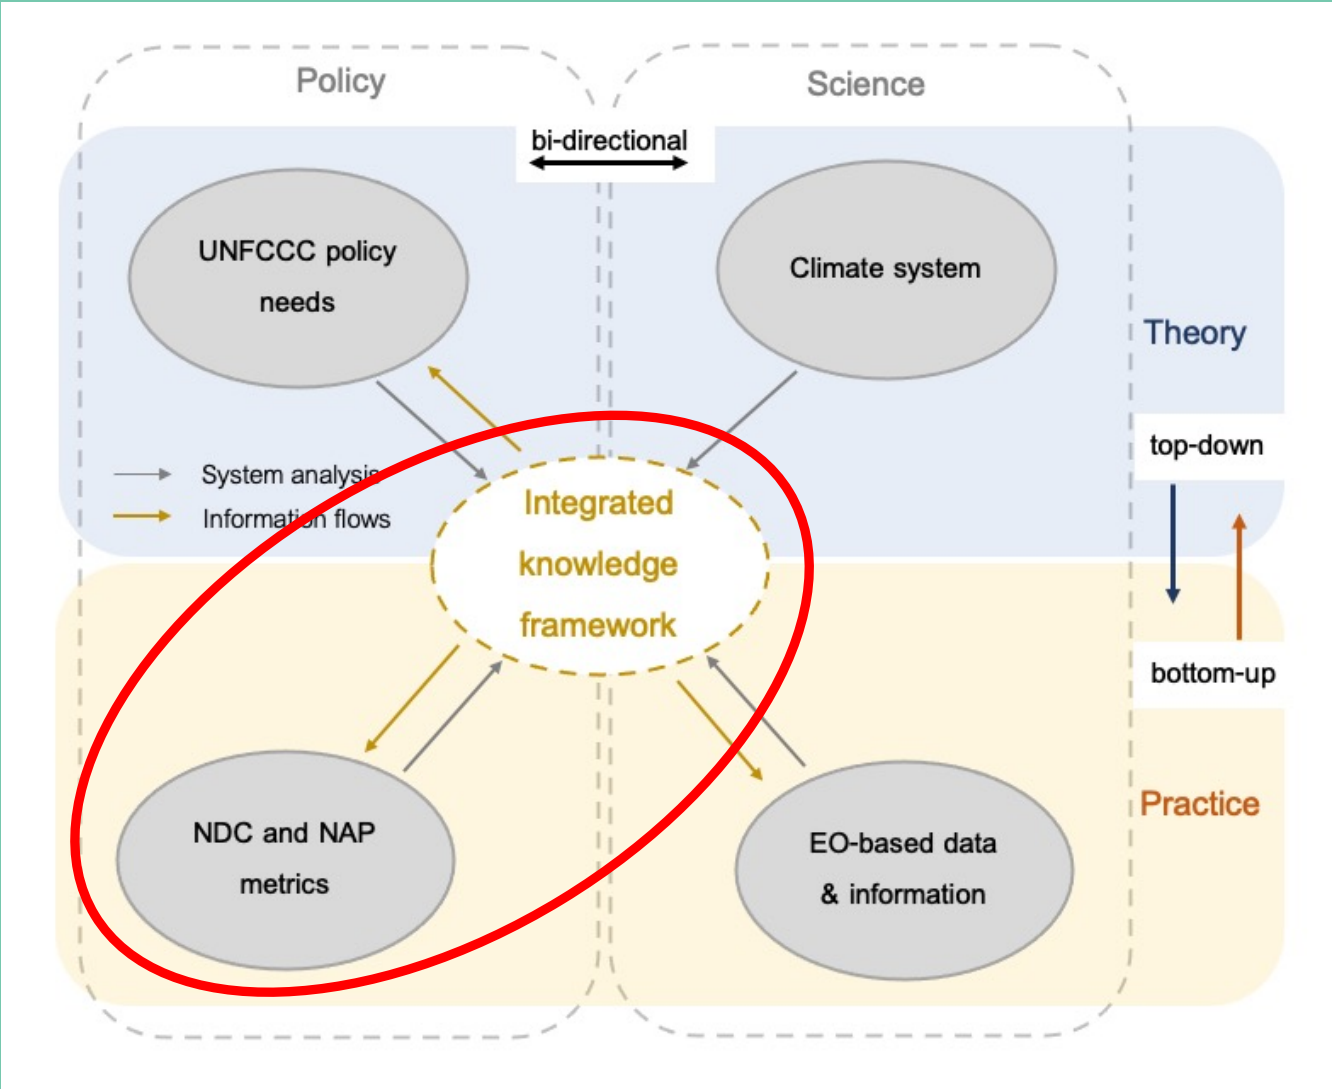 Policy
Science
bi-directional
UNFCCC policy
needs
Climate system
Theory
top-down
System analysis
Information flows
Integrated
knowledge
framework
bottom-up
NDC and NAP
metrics
EO-based data
& information
Practice